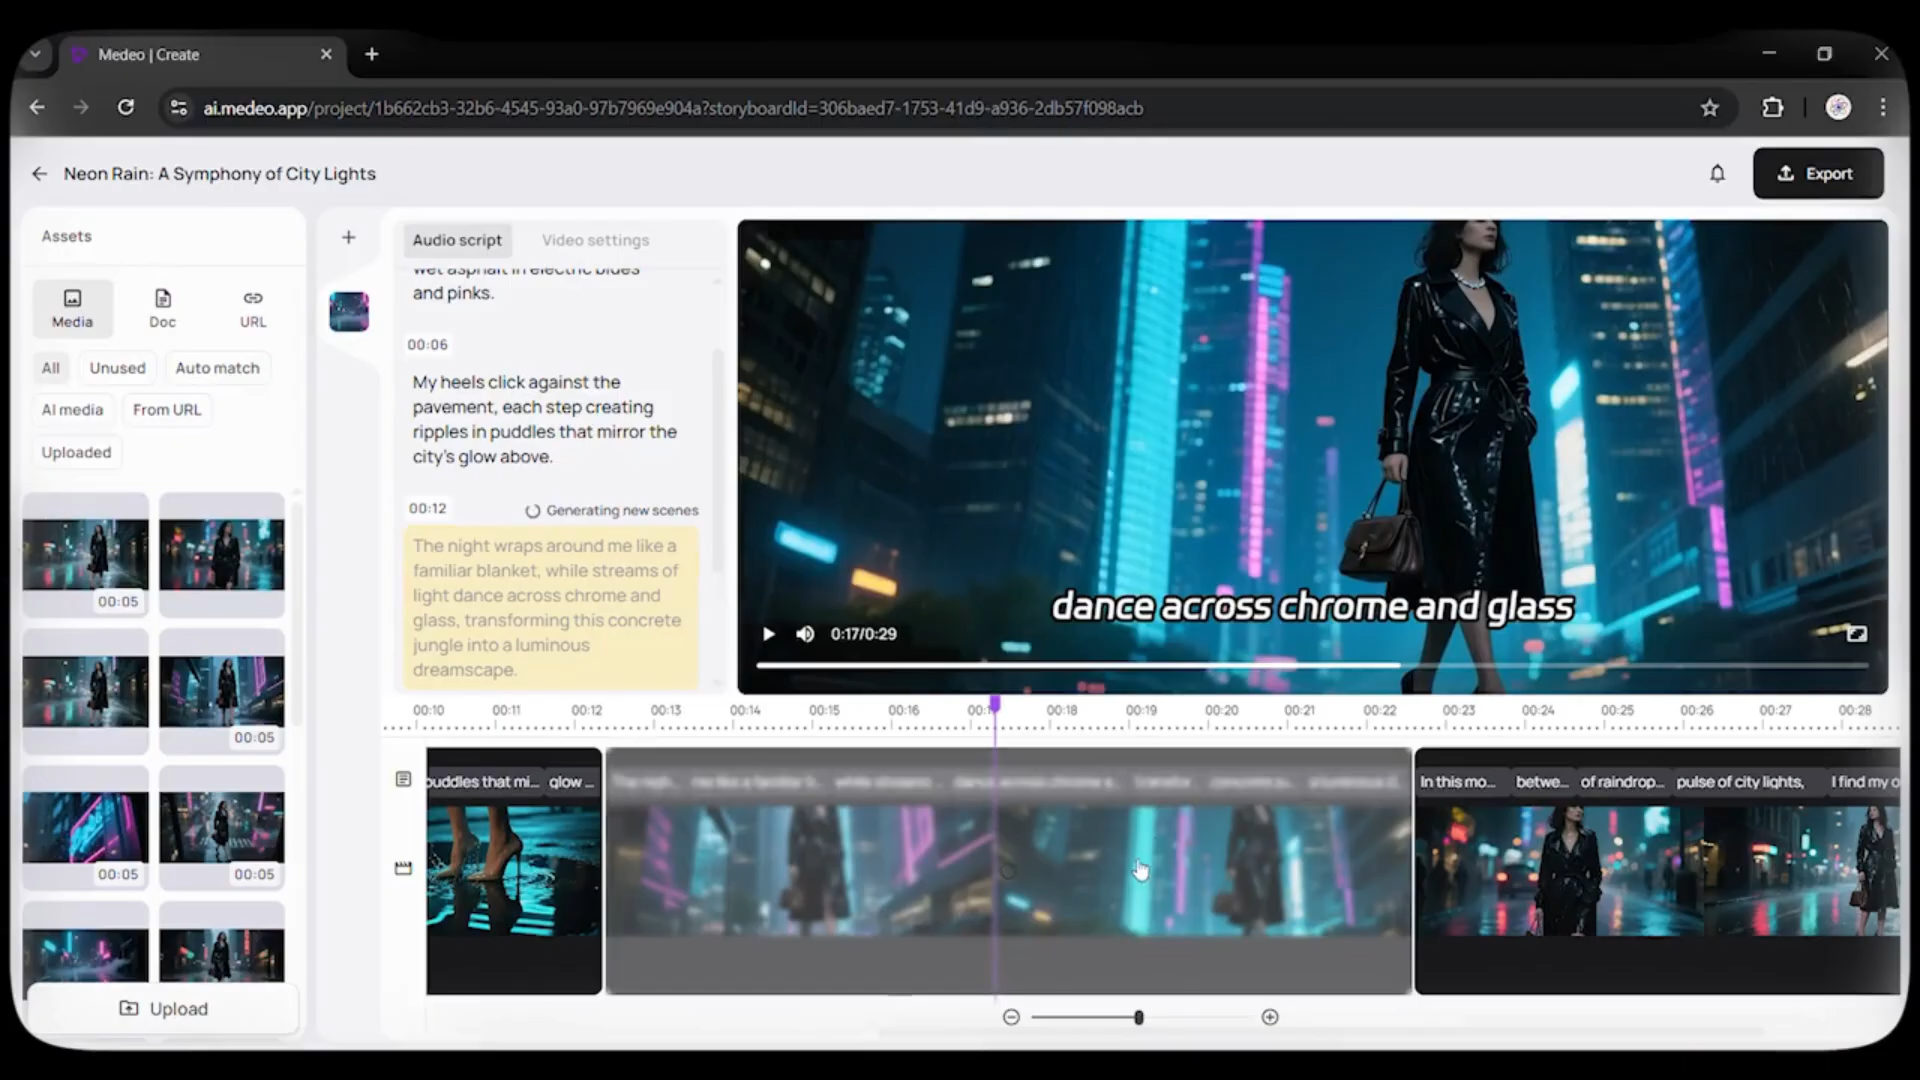 Medeo | Create
ai.medeo.app/project/1b662cb3-32b6-4545-93a0-97b7969e904a?storyboardId=306baed7-1753-41d9-a936-2db57f098acb
Neon Rain: A Symphony of City Lights
Export
Assets
Media
Doc
URL
All
Unused
Auto match
AI media
From URL
Uploaded
00:05
00:05
00:05
00:05
Upload
Audio script
Video settings
wet asphalt in electric blues
and pinks.
00:06
My heels click against the
pavement, each step creating
ripples in puddles that mirror the
city's glow above.
00:12
Generating new scenes
The night wraps around me like a
familiar blanket, while streams of
light dance across chrome and
glass, transforming this concrete
jungle into a luminous
dreamscape.
dance across chrome and glass
0:17/0:29
00:10 00:11 00:12 00:13 00:14 00:15 00:16 00:1 00:18 00:19 00:20 00:21 00:22 00:23 00:24 00:25 00:26 00:27 00:28
puddles that mi... glow ...
In this mo... betwe... of raindrop... pulse of city lights, I find my o